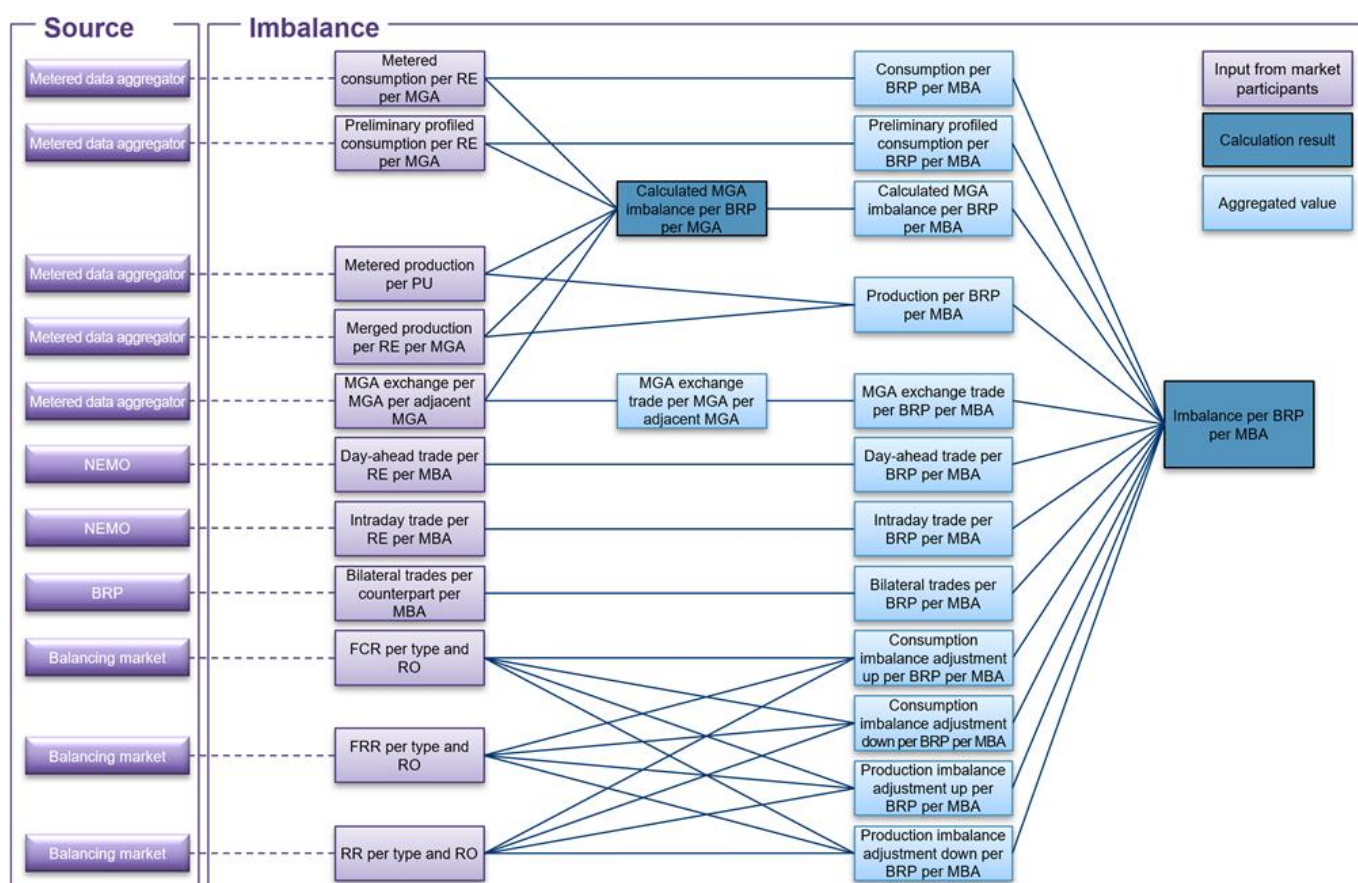 Source
Imbalance
Metered data aggregator
Metered
consumption per RE
per MGA
Consumption per
BRP per MBA
Input from market
participants
Metered data aggregator
Preliminary profiled
consumption per RE
per MGA
Preliminary profiled
consumption per
BRP per MBA
Calculation result
Calculated MGA
imbalance per BRP
per MGA
Calculated MGA
imbalance per BRP
per MBA
Aggregated value
Metered data aggregator
Metered production
per PU
Production per BRP
per MBA
Metered data aggregator
Merged production
per RE per MGA
Metered data aggregator
MGA exchange per
MGA per adjacent
MGA
MGA exchange
trade per MGA per
adjacent MGA
MGA exchange trade
per BRP per MBA
Imbalance per BRP
per MBA
NEMO
Day-ahead trade per
RE per MBA
Day-ahead trade per
BRP per MBA
NEMO
Intraday trade per
RE per MBA
Intraday trade per
BRP per MBA
BRP
Bilateral trades per
counterpart per
MBA
Bilateral trades per
BRP per MBA
Balancing market
FCR per type and
RO
Consumption
imbalance adjustment
up per BRP per MBA
Consumption
imbalance adjustment
down per BRP per MBA
Balancing market
FRR per type and
RO
Production imbalance
adjustment up per
BRP per MBA
Balancing market
RR per type and RO
Production imbalance
adjustment down per
BRP per MBA